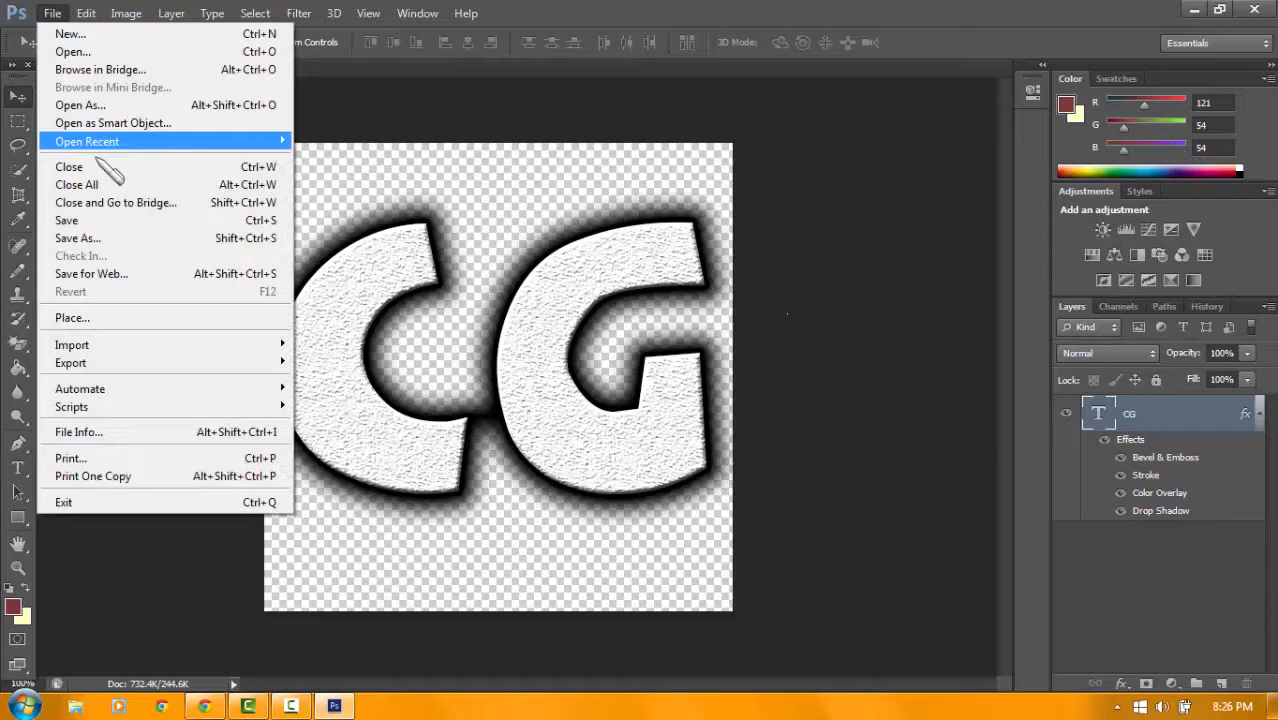 Ps File Edit Image Layer Type Select Filter 3D View Window Help
New... Ctrl+N
Open... Ctrl+O
Browse in Bridge... Alt+Ctrl+O
Browse in Mini Bridge...
Open As... Alt+Shift+Ctrl+O
Open as Smart Object...
Open Recent
Close Ctrl+W
Close All Alt+Ctrl+W
Close and Go to Bridge... Shift+Ctrl+W
Save Ctrl+S
Save As... Shift+Ctrl+S
Check In...
Save for Web... Alt+Shift+Ctrl+S
Revert F12
Place...
Import
Export
Automate
Scripts
File Info... Alt+Shift+Ctrl+I
Print... Ctrl+P
Print One Copy Alt+Shift+Ctrl+P
Exit Ctrl+Q
Controls
3D Mode:
Essentials
CG
Color Swatches
R 121
G 54
B 54
Adjustments Styles
Add an adjustment
Layers Channels Paths History
Kind
Normal Opacity: 100%
Lock: Fill: 100%
T CG fx
Effects
Bevel & Emboss
Stroke
Color Overlay
Drop Shadow
100% Doc: 732.4K/244.6K
fx
Ps
8:26 PM